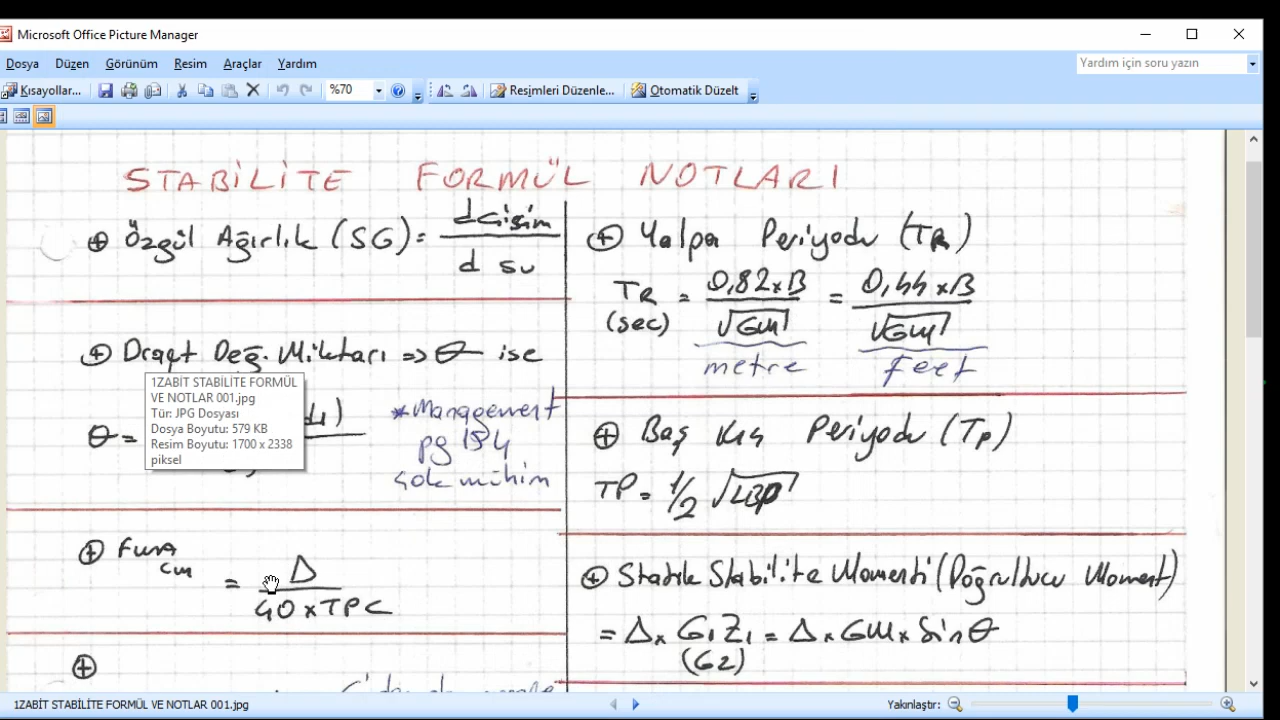 Microsoft Office Picture Manager
Dosya Düzen Görünüm Resim Araçlar Yardım
Yardım için soru yazın
Kısayollar... %70 Resimleri Düzenle... Otomatik Düzelt
STABİLİTE FORMÜL NOTLARI
⊕ Özgül Ağırlık (SG) = dcisim / d su
⊕ Draft Değ. Miktarı => θ ise
1ZABİT STABİLİTE FORMÜL
VE NOTLAR 001.jpg
Tür: JPG Dosyası
Dosya Boyutu: 579 KB
Resim Boyutu: 1700 x 2338
piksel
θ =
*Management
pg 184
çok mühim
⊕ FWA
cm
= Δ / 40 x TPC
⊕
⊕ Yalpa Periyodu (TR)
TR = 0,82xB / √GM = 0,44xB / √GM
(sec)
metre feet
⊕ Baş Kıç Periyodu (Tp)
TP = 1/2 √LBP
⊕ Statik Stabilite Momenti (Doğrultucu Moment)
= Δ x G1Z1 = Δ x GM x Sinθ
(GZ)
1ZABİT STABİLİTE FORMÜL VE NOTLAR 001.jpg
Yakınlaştır: